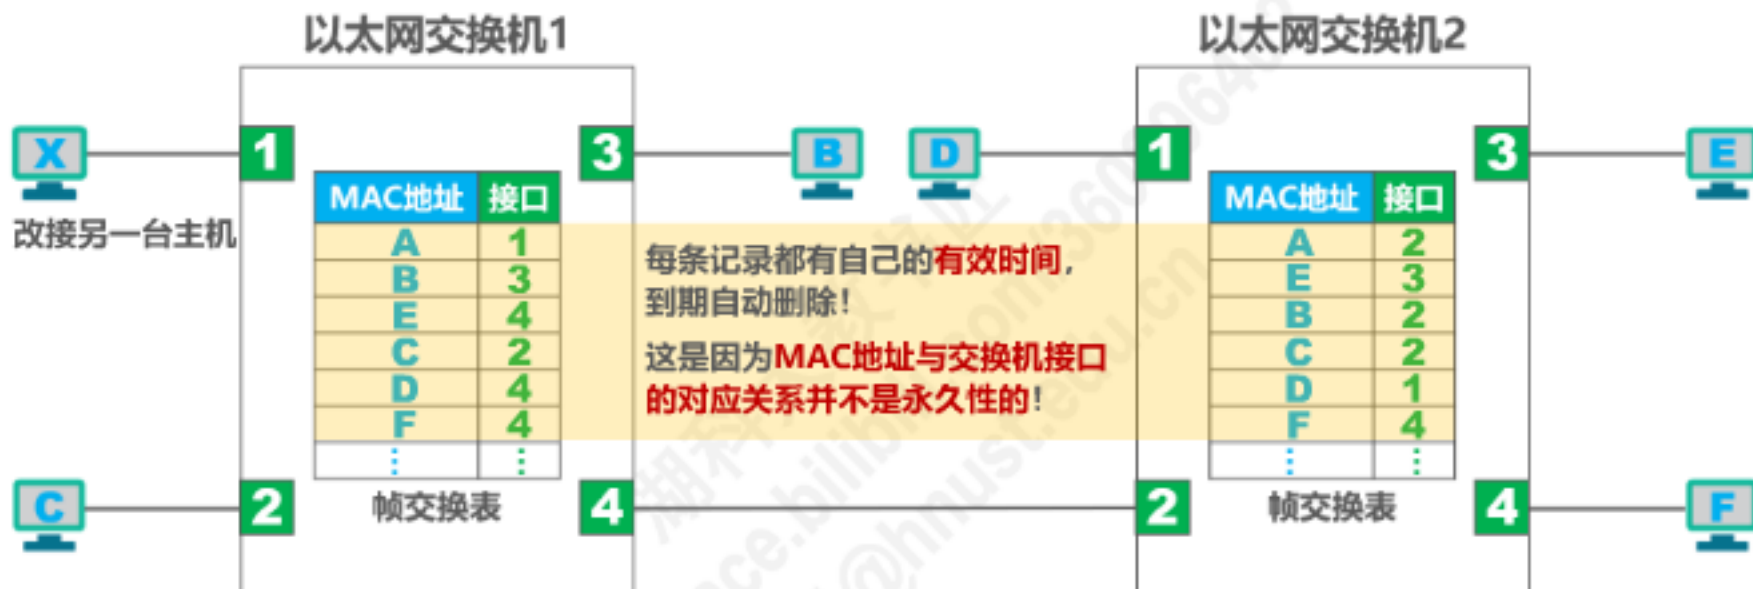 以太网交换机1
以太网交换机2
X
1
3
B
D
1
3
E
改接另一台主机
MAC地址 接口
A 1
B 3
E 4
C 2
D 4
F 4
⋮ ⋮
帧交换表
每条记录都有自己的有效时间,
到期自动删除!
这是因为MAC地址与交换机接口
的对应关系并不是永久性的!
MAC地址 接口
A 2
E 3
B 2
C 2
D 1
F 4
⋮ ⋮
帧交换表
C
2
4
2
4
F